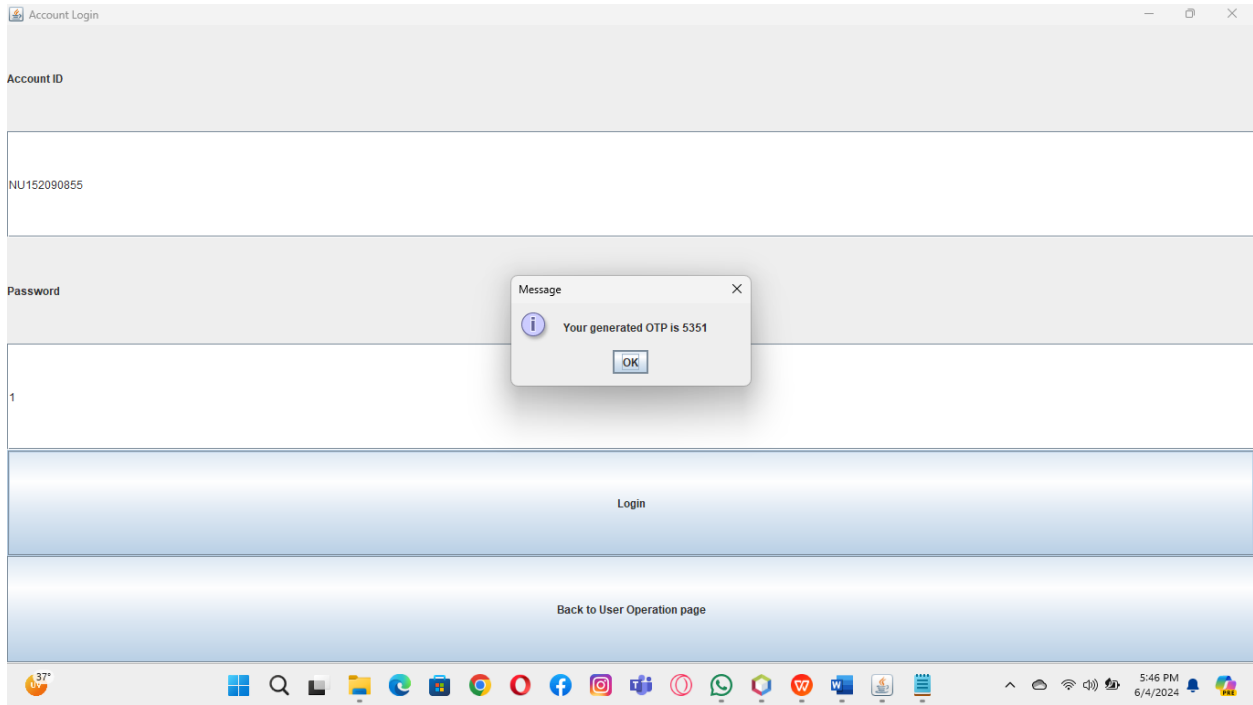 Account Login
Account ID
NU152090855
Password
Message
Your generated OTP is 5351
OK
1
Login
Back to User Operation page
37°
5:46 PM
6/4/2024
PRE